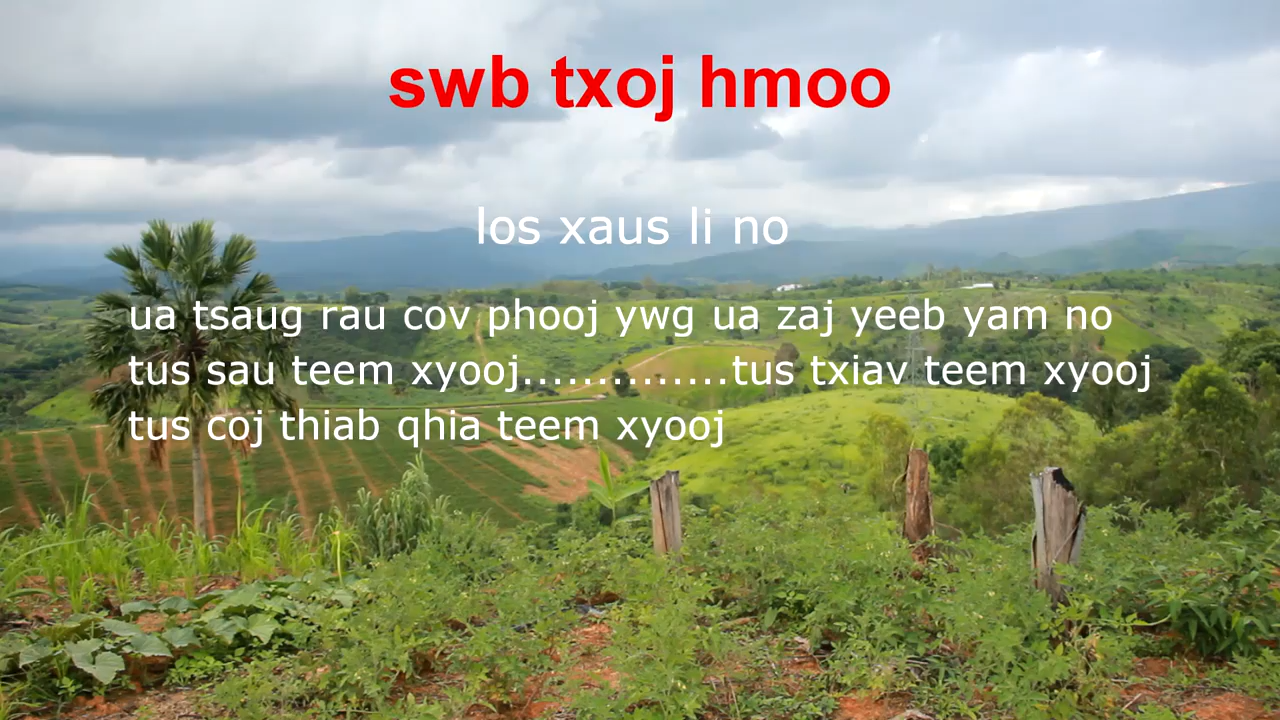 swb txoj hmoo
los xaus li no
ua tsaug rau cov phooj ywg ua zaj yeeb yam no
tus sau teem xyooj..............tus txiav teem xyooj
tus coj thiab qhia teem xyooj